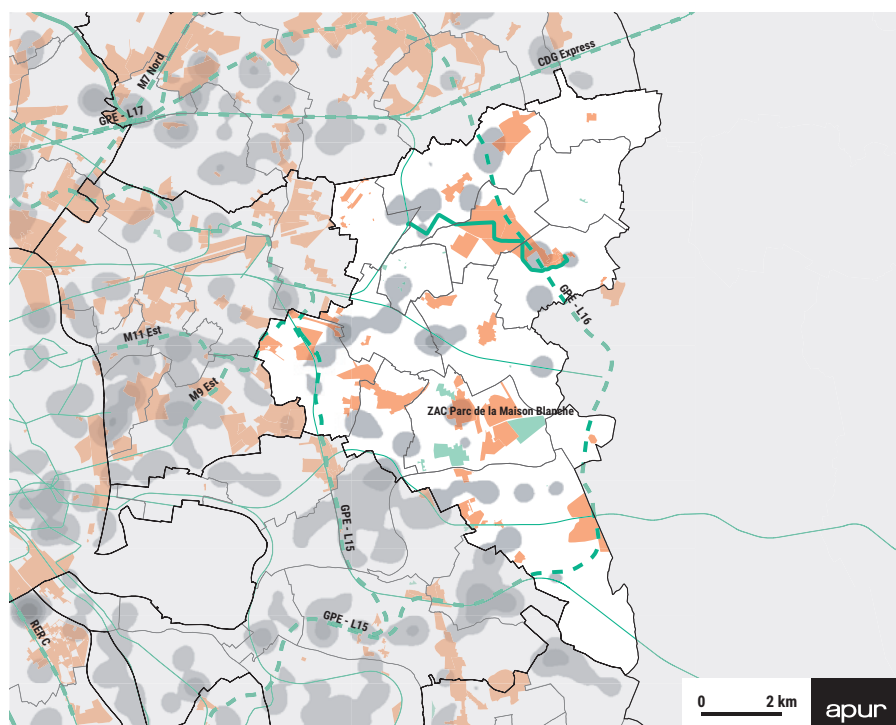 CDG Express
M7 Nord
GPE - L17
GPE - L16
M11 Est
M9 Est
ZAC Parc de la Maison Blanche
GPE - L15
GPE - L15
RER C
0 2 km
apur